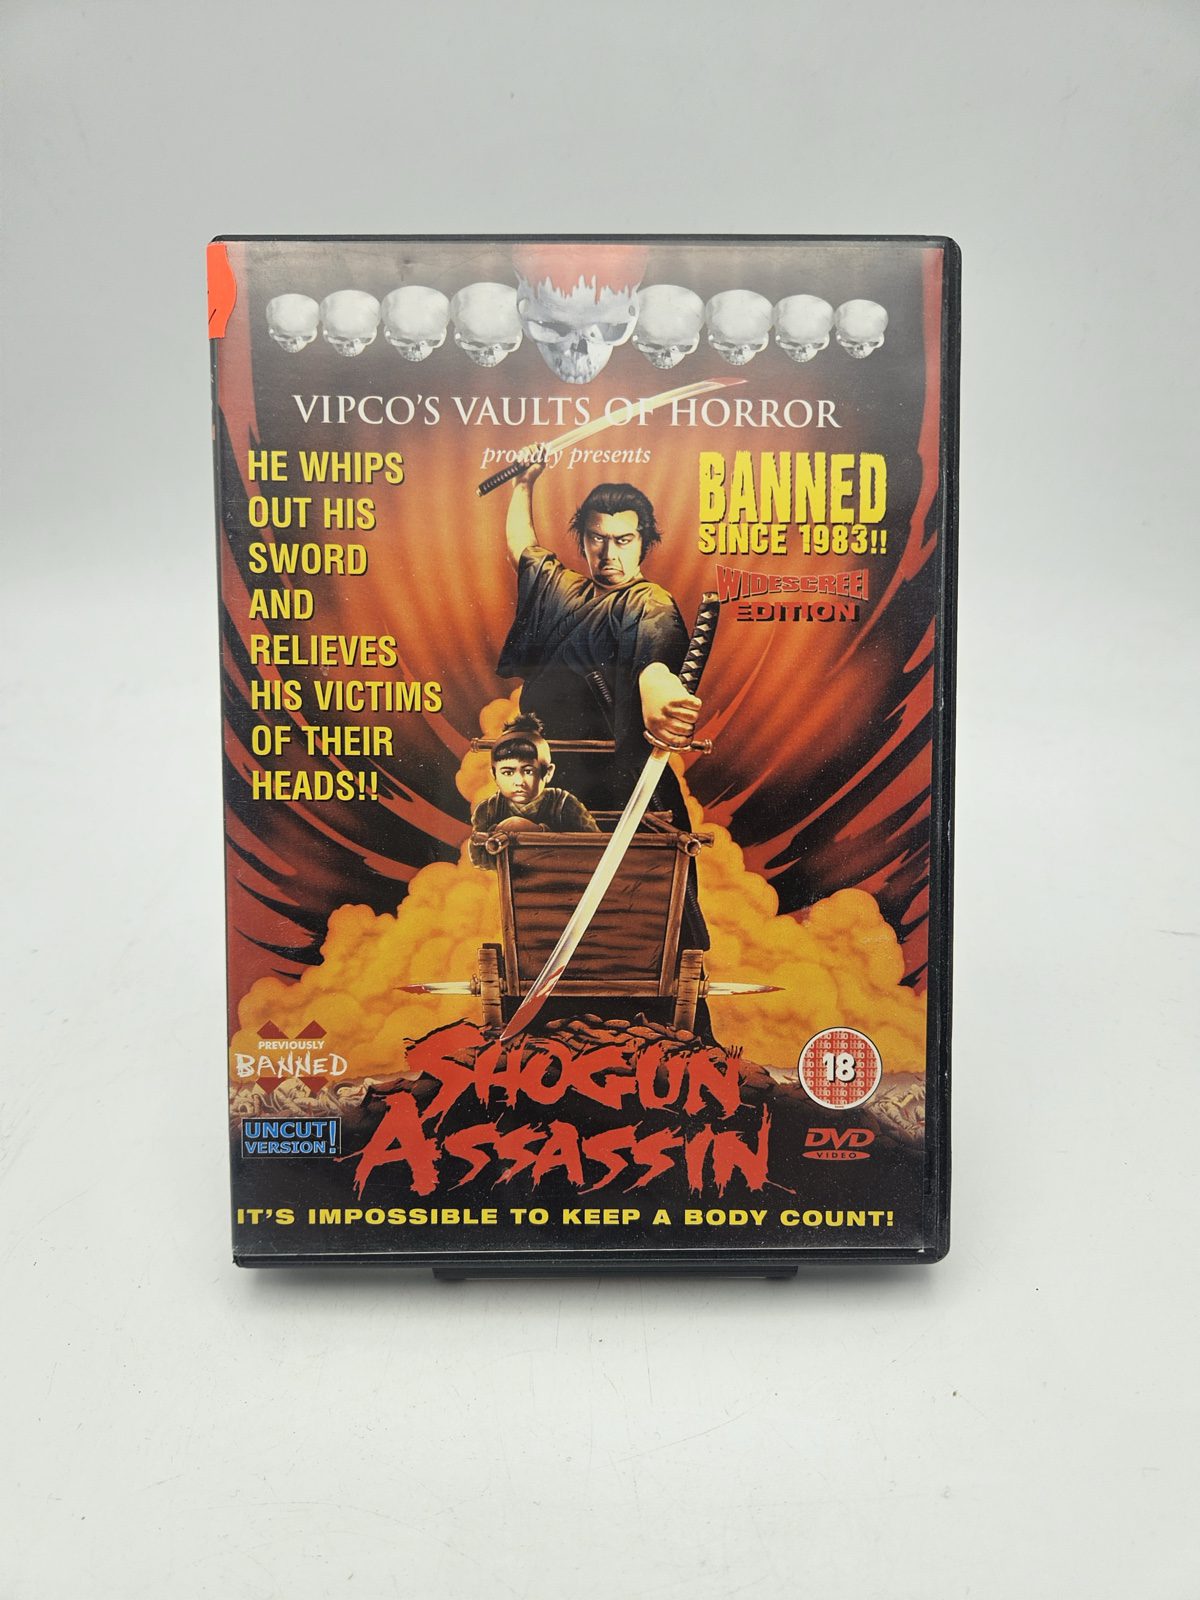 VIPCO'S VAULTS OF HORROR
proudly presents
HE WHIPS
OUT HIS
SWORD
AND
RELIEVES
HIS VICTIMS
OF THEIR
HEADS!!
BANNED
SINCE 1983!!
WIDESCREEN
EDITION
PREVIOUSLY
BANNED
UNCUT
VERSION!
SHOGUN
ASSASSIN
18
DVD
VIDEO
IT'S IMPOSSIBLE TO KEEP A BODY COUNT!